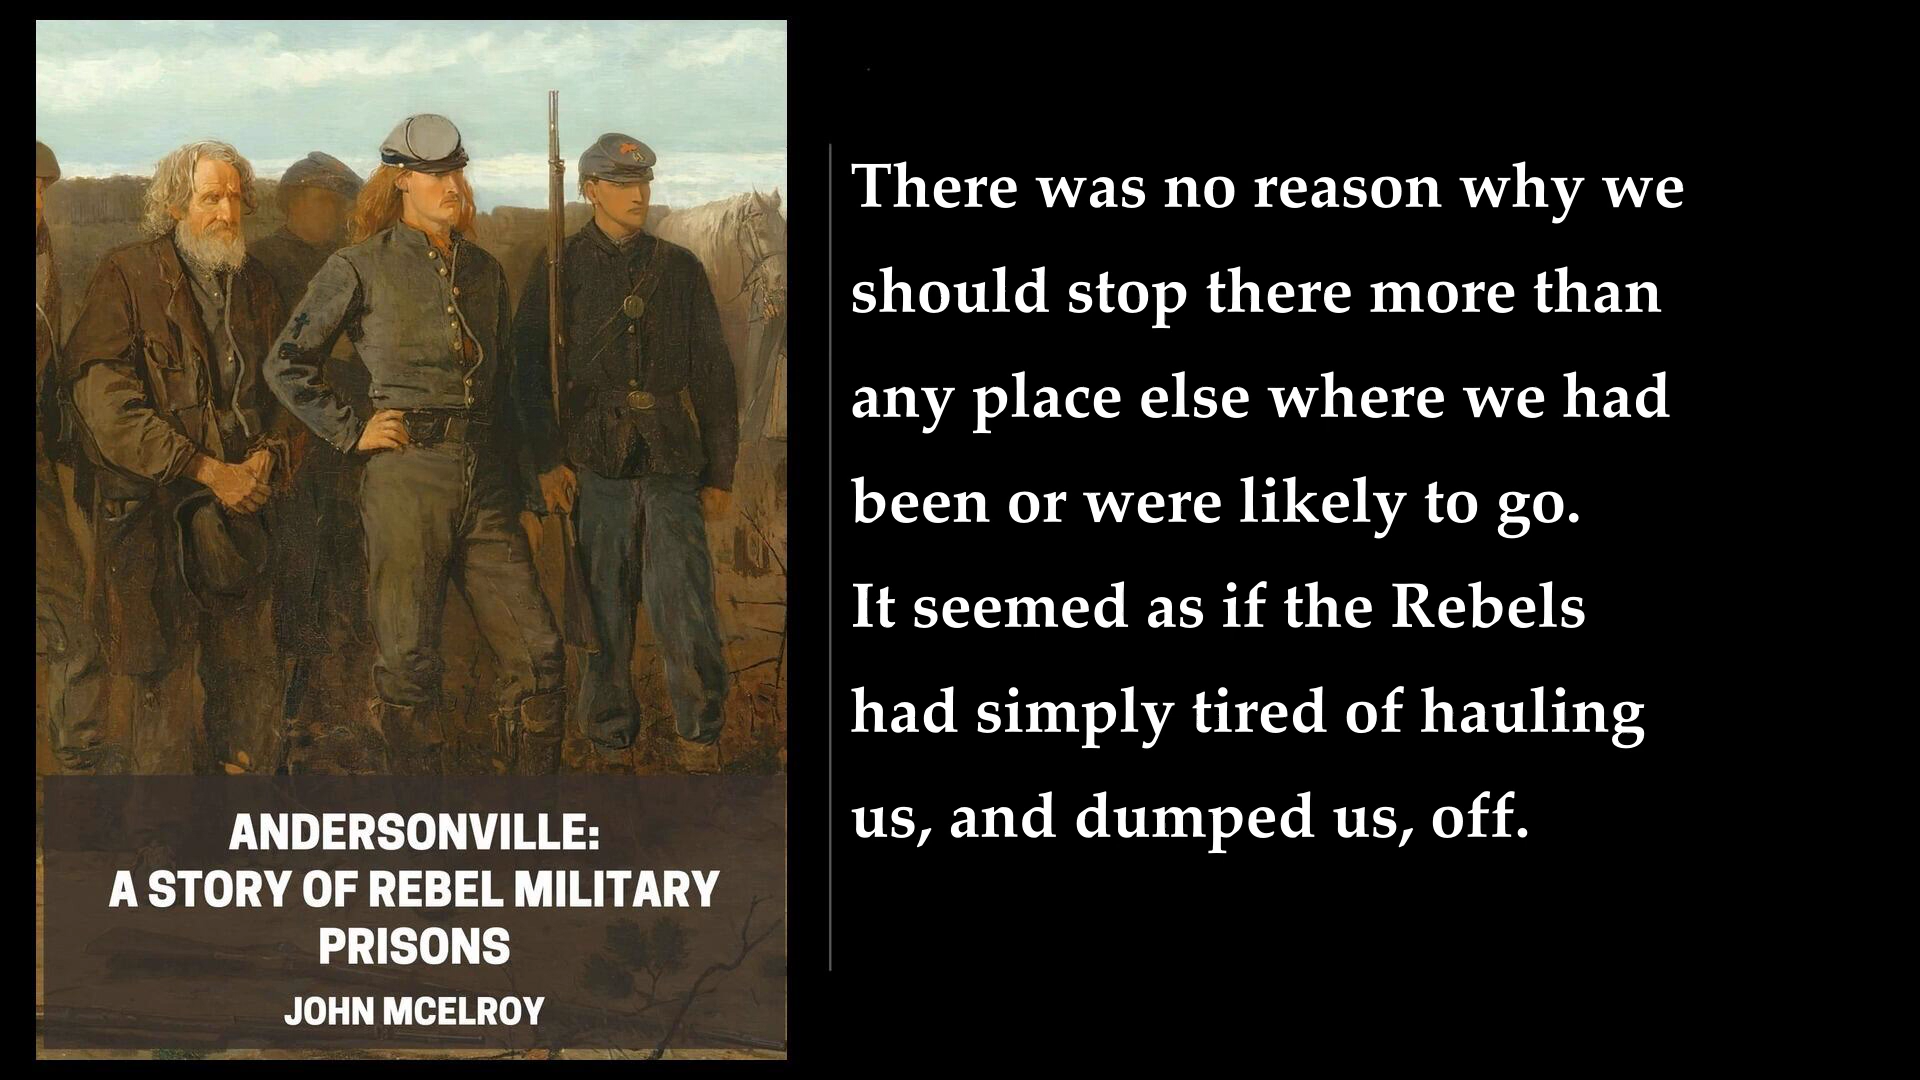 ANDERSONVILLE:
A STORY OF REBEL MILITARY
PRISONS
JOHN MCELROY
There was no reason why we
should stop there more than
any place else where we had
been or were likely to go.
It seemed as if the Rebels
had simply tired of hauling
us, and dumped us, off.